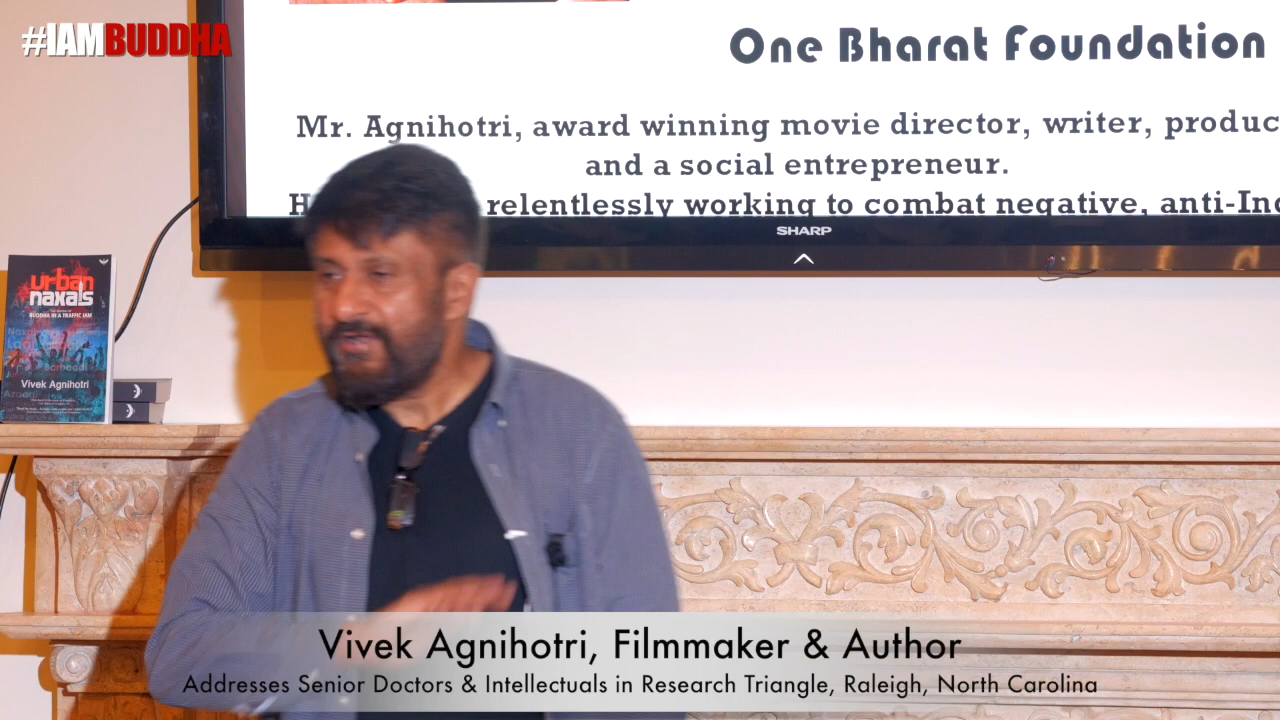 #IAMBUDDHA
One Bharat Foundation
Mr. Agnihotri, award winning movie director, writer, produc
and a social entrepreneur.
relentlessly working to combat negative, anti-In
SHARP
urban
naxals
BUDDHA IN A TRAFFIC JAM
Vivek Agnihotri
Vivek Agnihotri, Filmmaker & Author
Addresses Senior Doctors & Intellectuals in Research Triangle, Raleigh, North Carolina